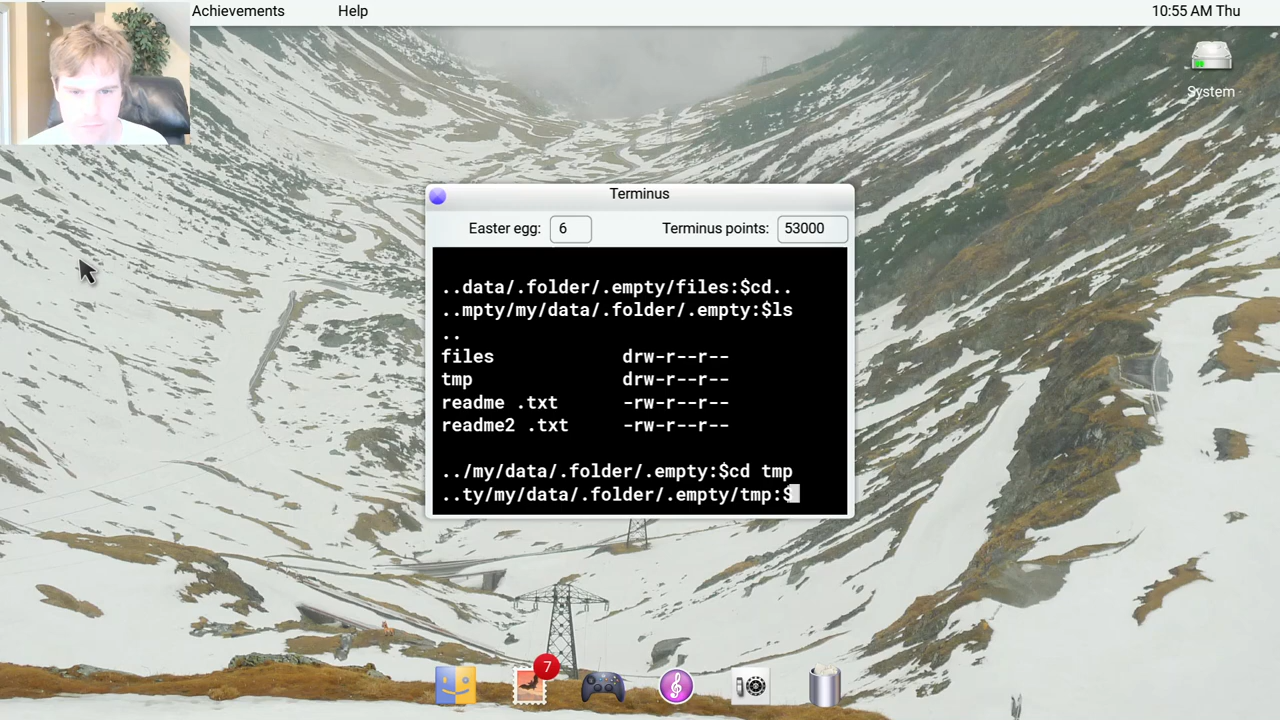 Achievements
Help
10:55 AM Thu
System
Terminus
Easter egg: 6
Terminus points: 53000
..data/.folder/.empty/files:$cd..
..mpty/my/data/.folder/.empty:$ls
..
files drw-r--r--
tmp drw-r--r--
readme .txt -rw-r--r--
readme2 .txt -rw-r--r--
../my/data/.folder/.empty:$cd tmp
..ty/my/data/.folder/.empty/tmp:$
7